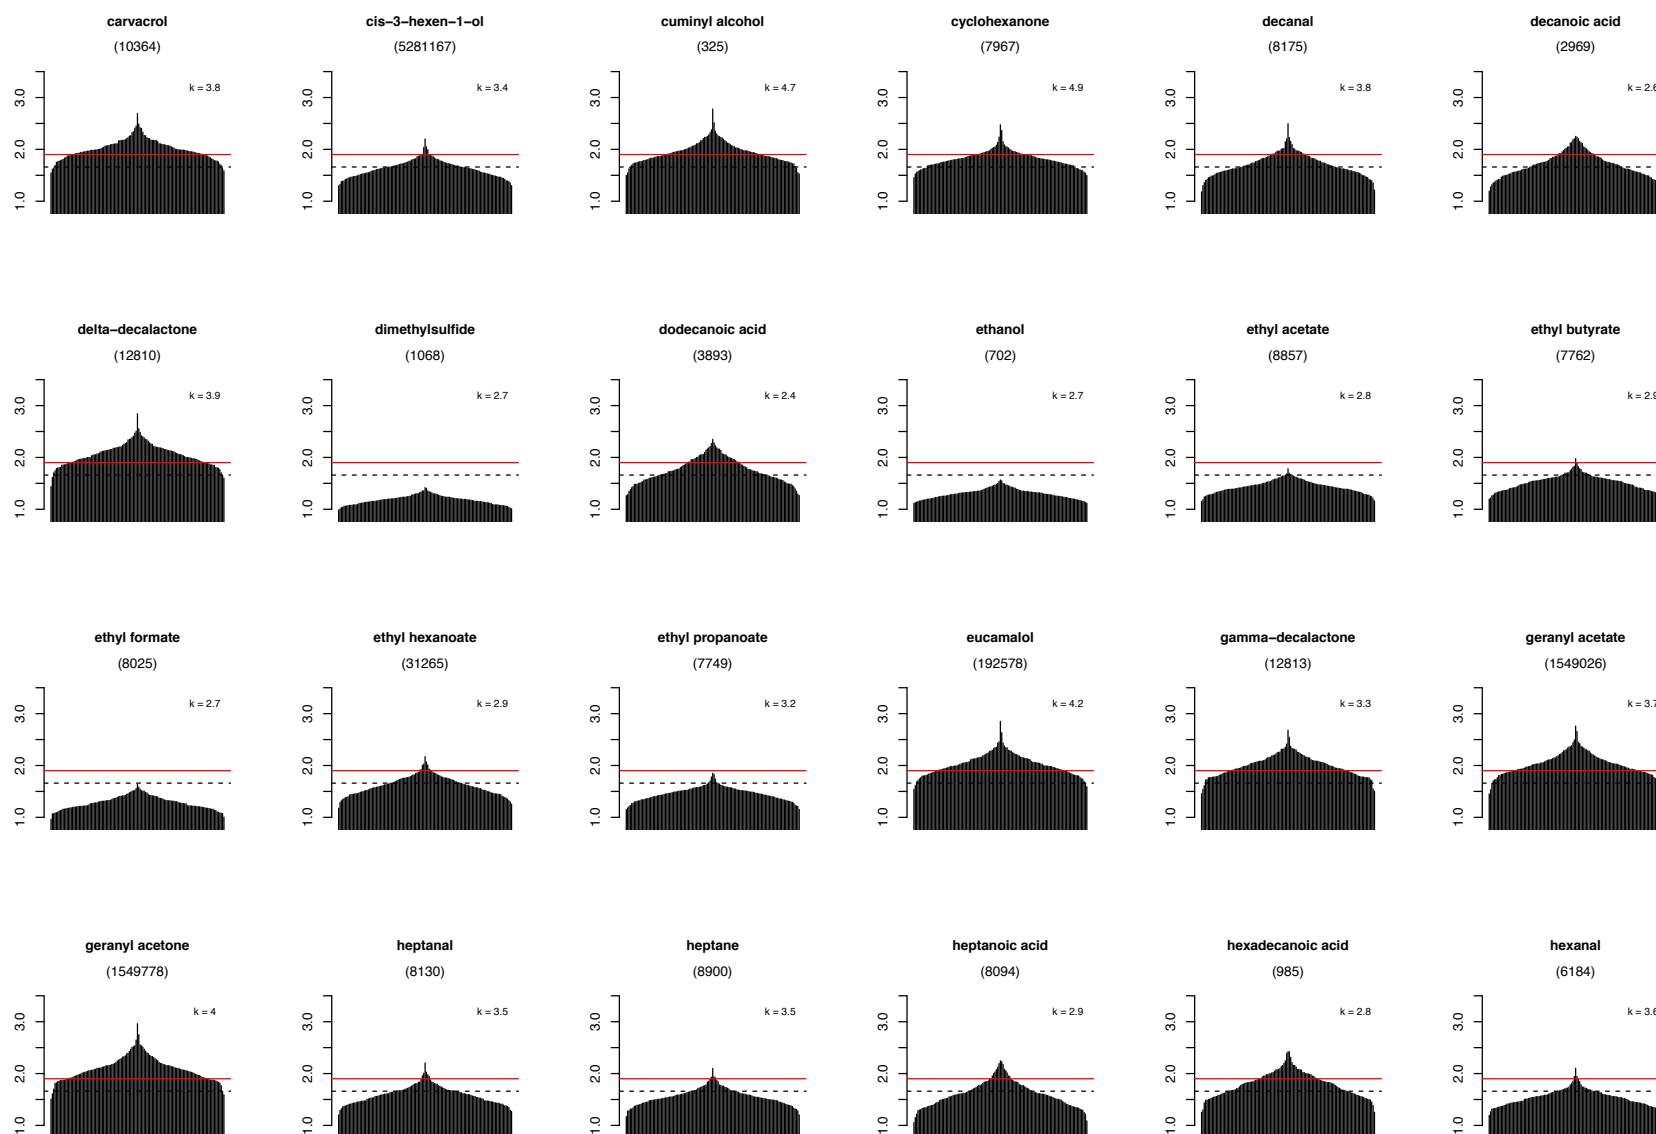 carvacrol cis−3−hexen−1−ol cuminyl alcohol cyclohexanone decanal decanoic acid
(10364) (5281167) (325) (7967) (8175) (2969)
k = 3.8 k = 3.4 k = 4.7 k = 4.9 k = 3.8 k = 2.6
3.0 3.0 3.0 3.0 3.0 3.0
2.0 2.0 2.0 2.0 2.0 2.0
1.0 1.0 1.0 1.0 1.0 1.0
delta−decalactone dimethylsulfide dodecanoic acid ethanol ethyl acetate ethyl butyrate
(12810) (1068) (3893) (702) (8857) (7762)
k = 3.9 k = 2.7 k = 2.4 k = 2.7 k = 2.8 k = 2.9
3.0 3.0 3.0 3.0 3.0 3.0
2.0 2.0 2.0 2.0 2.0 2.0
1.0 1.0 1.0 1.0 1.0 1.0
ethyl formate ethyl hexanoate ethyl propanoate eucamalol gamma−decalactone geranyl acetate
(8025) (31265) (7749) (192578) (12813) (1549026)
k = 2.7 k = 2.9 k = 3.2 k = 4.2 k = 3.3 k = 3.7
3.0 3.0 3.0 3.0 3.0 3.0
2.0 2.0 2.0 2.0 2.0 2.0
1.0 1.0 1.0 1.0 1.0 1.0
geranyl acetone heptanal heptane heptanoic acid hexadecanoic acid hexanal
(1549778) (8130) (8900) (8094) (985) (6184)
k = 4 k = 3.5 k = 3.5 k = 2.9 k = 2.8 k = 3.6
3.0 3.0 3.0 3.0 3.0 3.0
2.0 2.0 2.0 2.0 2.0 2.0
1.0 1.0 1.0 1.0 1.0 1.0